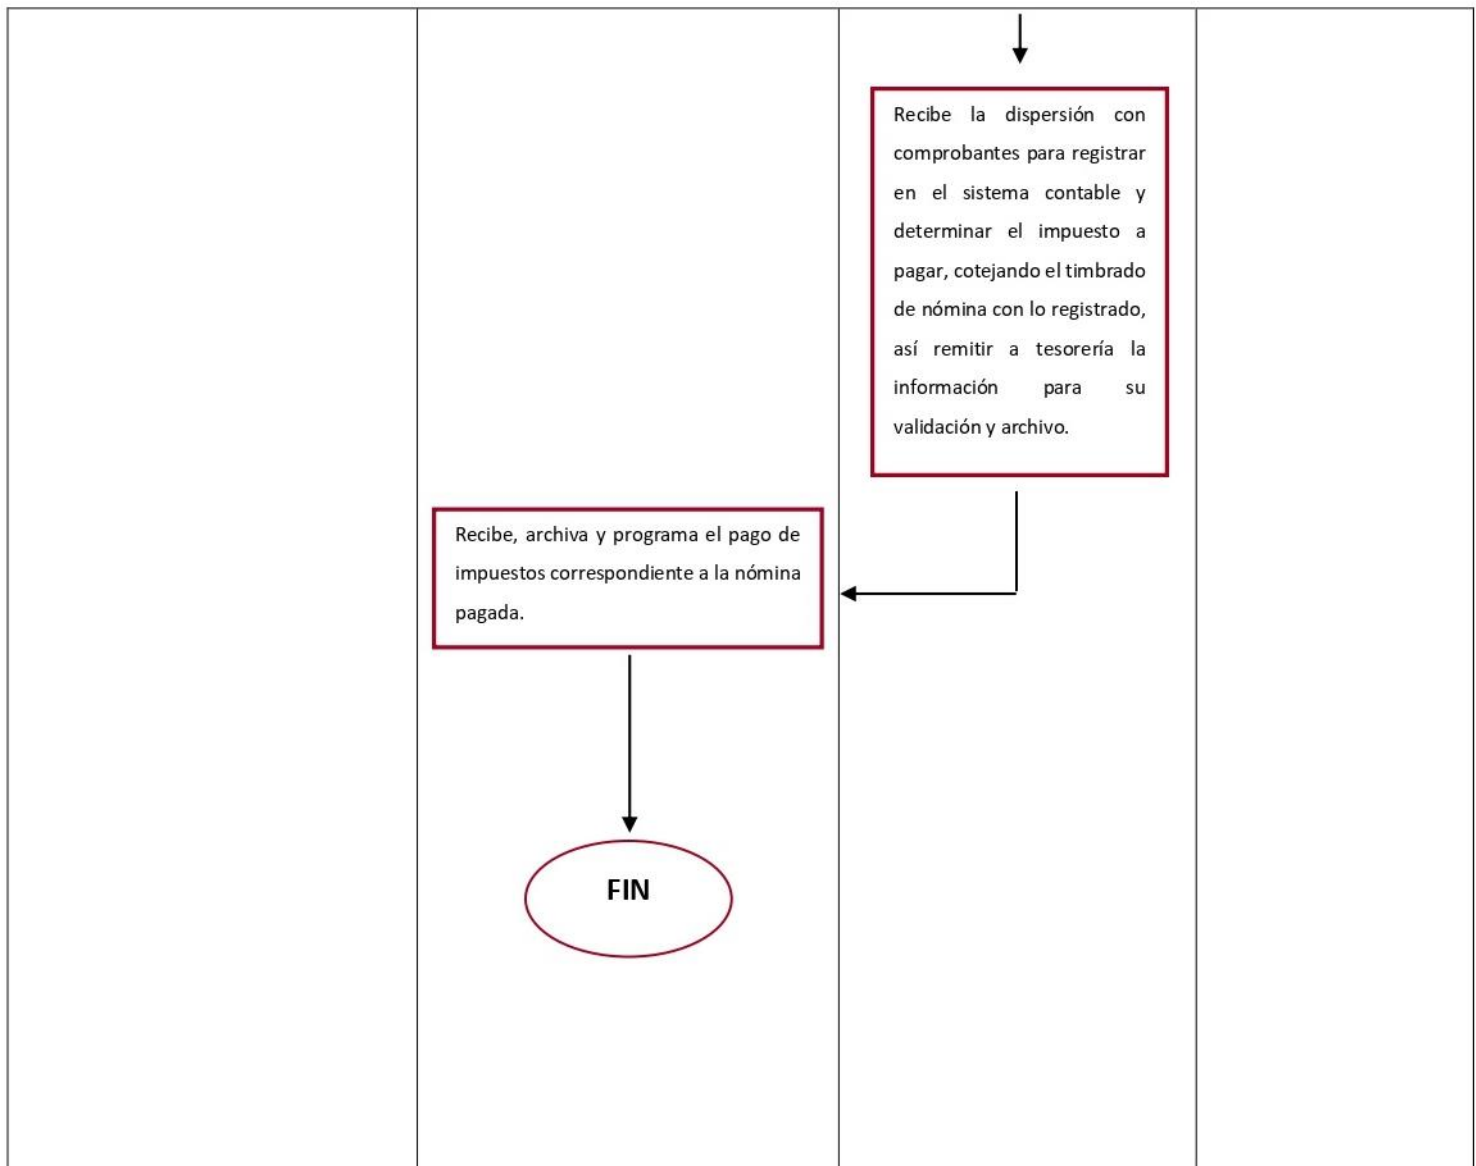 Recibe la dispersión con
comprobantes para registrar
en el sistema contable y
determinar el impuesto a
pagar, cotejando el timbrado
de nómina con lo registrado,
así remitir a tesorería la
información para su
validación y archivo.
Recibe, archiva y programa el pago de
impuestos correspondiente a la nómina
pagada.
FIN